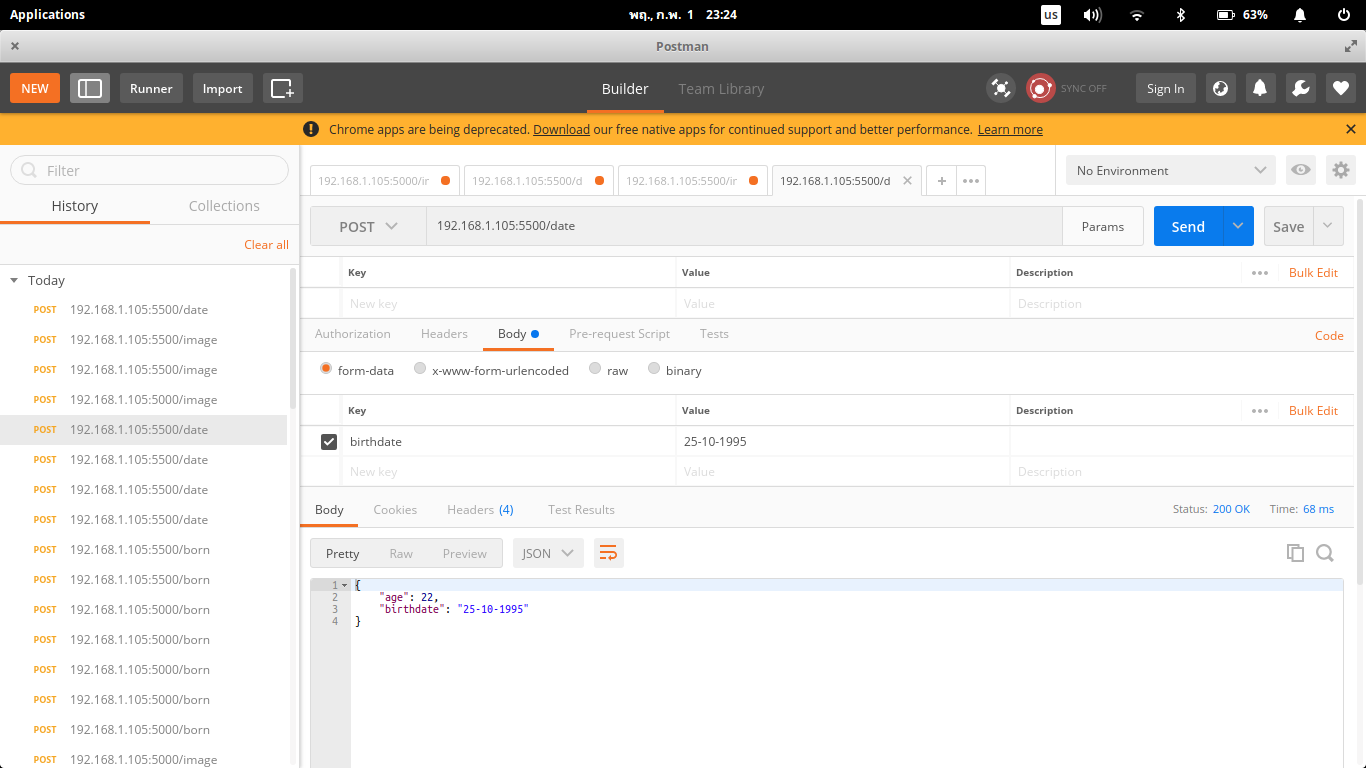 Applications
พฤ., ก.พ. 1 23:24
us
63%
Postman
NEW
Runner
Import
Builder
Team Library
SYNC OFF
Sign In
Chrome apps are being deprecated. Download our free native apps for continued support and better performance. Learn more
Filter
History
Collections
Clear all
Today
POST 192.168.1.105:5500/date
POST 192.168.1.105:5500/image
POST 192.168.1.105:5500/image
POST 192.168.1.105:5000/image
POST 192.168.1.105:5500/date
POST 192.168.1.105:5500/date
POST 192.168.1.105:5500/date
POST 192.168.1.105:5500/date
POST 192.168.1.105:5500/born
POST 192.168.1.105:5500/born
POST 192.168.1.105:5000/born
POST 192.168.1.105:5000/born
POST 192.168.1.105:5000/born
POST 192.168.1.105:5000/born
POST 192.168.1.105:5000/born
POST 192.168.1.105:5000/image
192.168.1.105:5000/ir
192.168.1.105:5500/d
192.168.1.105:5500/ir
192.168.1.105:5500/d
No Environment
POST
192.168.1.105:5500/date
Params
Send
Save
Key Value Description Bulk Edit
New key Value Description
Authorization Headers Body Pre-request Script Tests Code
form-data x-www-form-urlencoded raw binary
Key Value Description Bulk Edit
birthdate 25-10-1995
New key Value Description
Body Cookies Headers (4) Test Results Status: 200 OK Time: 68 ms
Pretty Raw Preview JSON
1 {
2 "age": 22,
3 "birthdate": "25-10-1995"
4 }